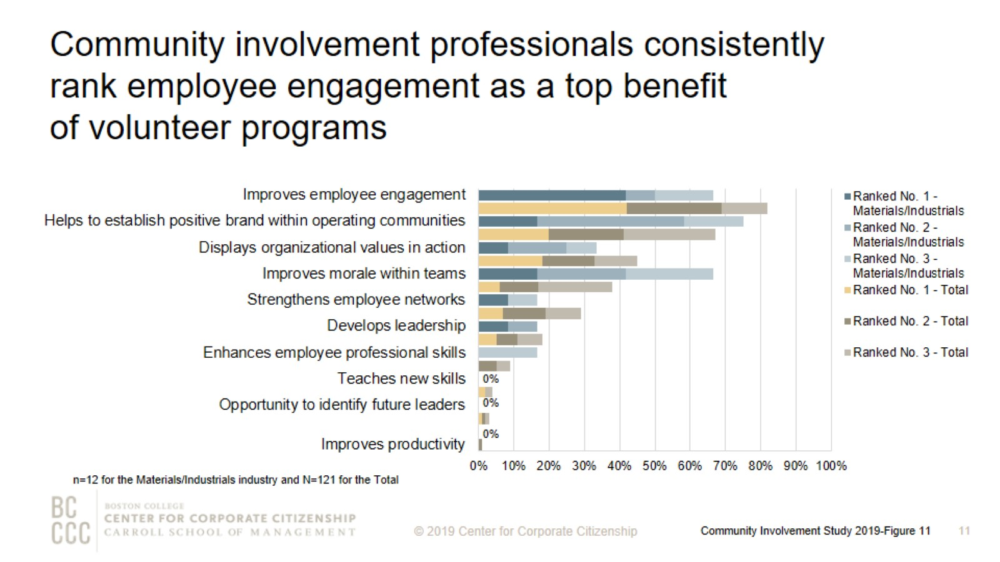 Community involvement professionals consistently
rank employee engagement as a top benefit
of volunteer programs
Improves employee engagement
Helps to establish positive brand within operating communities
Displays organizational values in action
Improves morale within teams
Strengthens employee networks
Develops leadership
Enhances employee professional skills
Teaches new skills
0%
Opportunity to identify future leaders
0%
0%
Improves productivity
0% 10% 20% 30% 40% 50% 60% 70% 80% 90% 100%
Ranked No. 1 -
Materials/Industrials
Ranked No. 2 -
Materials/Industrials
Ranked No. 3 -
Materials/Industrials
Ranked No. 1 - Total
Ranked No. 2 - Total
Ranked No. 3 - Total
n=12 for the Materials/Industrials industry and N=121 for the Total
BC
CCC
BOSTON COLLEGE
CENTER FOR CORPORATE CITIZENSHIP
CARROLL SCHOOL OF MANAGEMENT
© 2019 Center for Corporate Citizenship
Community Involvement Study 2019-Figure 11
11